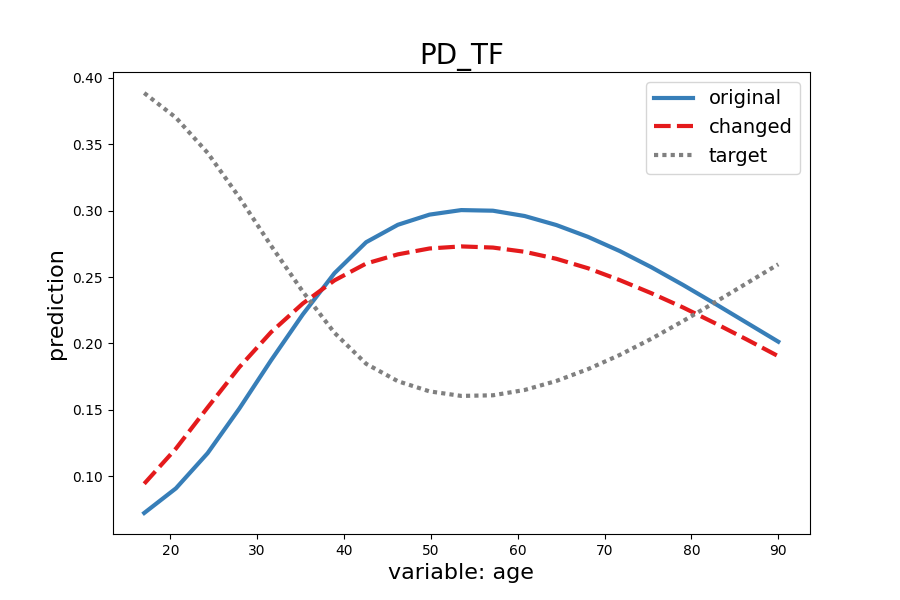 PD_TF
0.40
0.35
0.30
0.25
0.20
0.15
0.10
prediction
original
changed
target
20 30 40 50 60 70 80 90
variable: age